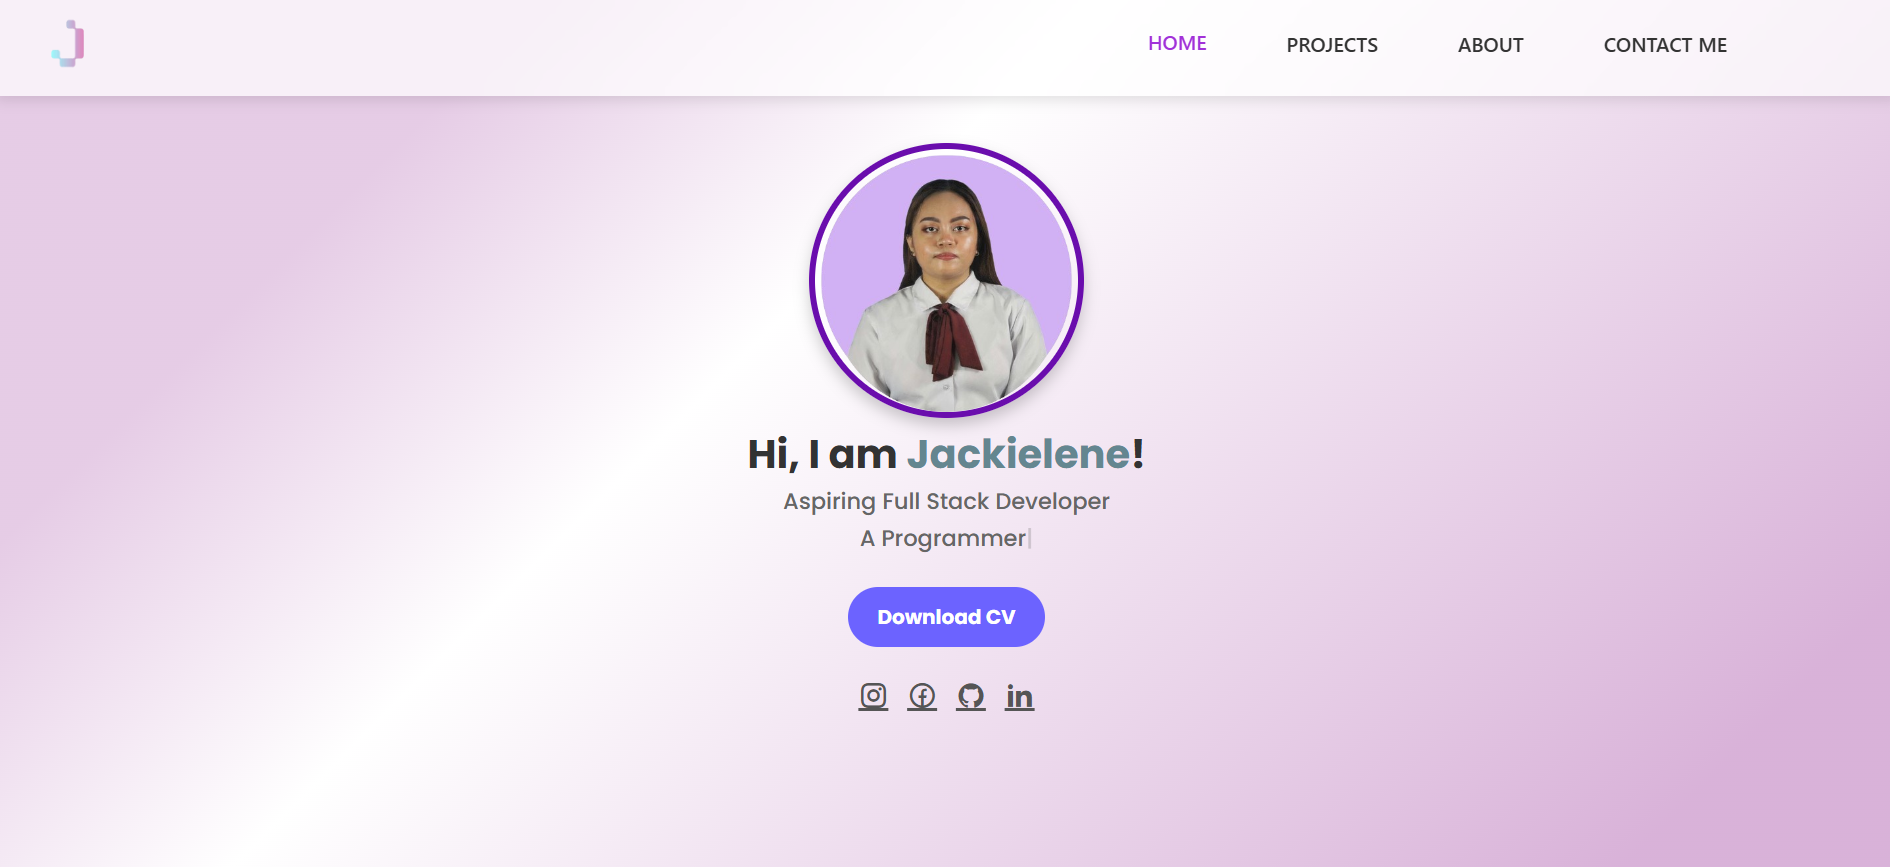 HOME PROJECTS ABOUT CONTACT ME
Hi, I am Jackielene!
Aspiring Full Stack Developer
A Programmer|
Download CV